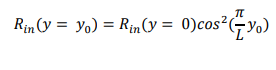 R_in(y = y_0) = R_in(y = 0)cos^2(π/L y_0)